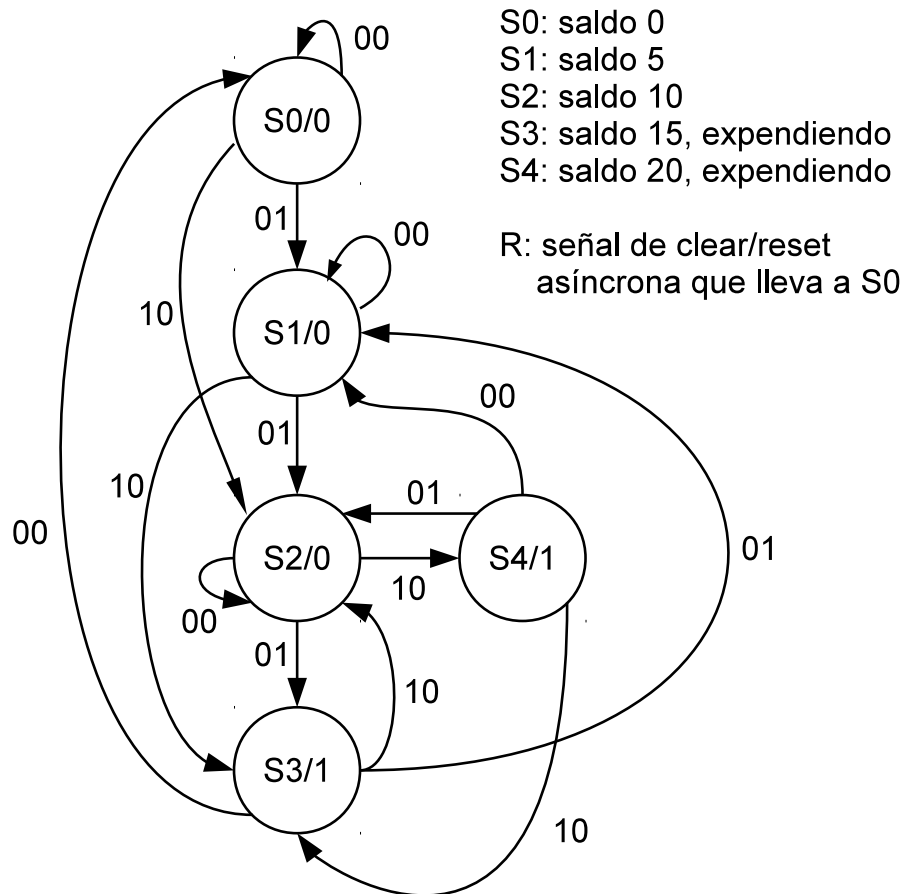 S0: saldo 0
S1: saldo 5
S2: saldo 10
S3: saldo 15, expendiendo
S4: saldo 20, expendiendo
R: señal de clear/reset
asíncrona que lleva a S0
00
S0/0
01
00
10
S1/0
00
01
10
01
00
S2/0
S4/1
01
10
00
01
10
S3/1
10